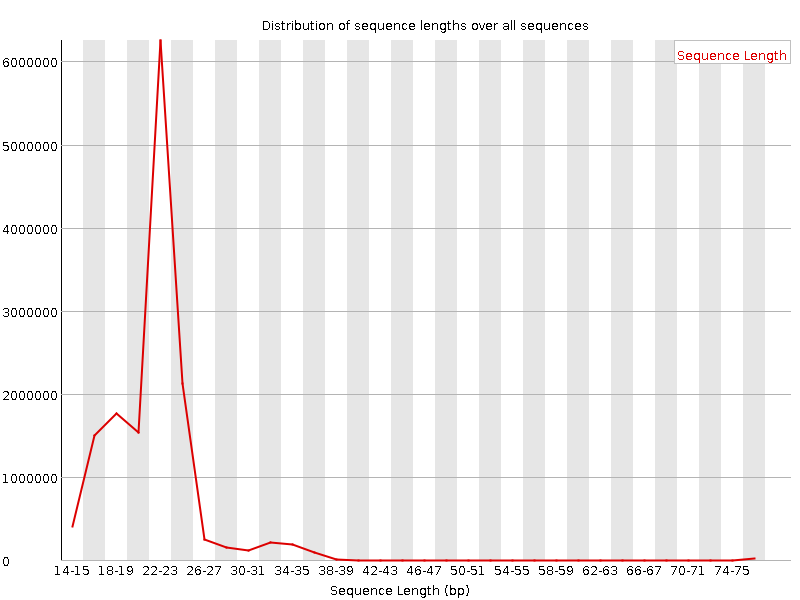 Distribution of sequence lengths over all sequences
Sequence Length
6000000
5000000
4000000
3000000
2000000
1000000
0
14-15 18-19 22-23 26-27 30-31 34-35 38-39 42-43 46-47 50-51 54-55 58-59 62-63 66-67 70-71 74-75
Sequence Length (bp)